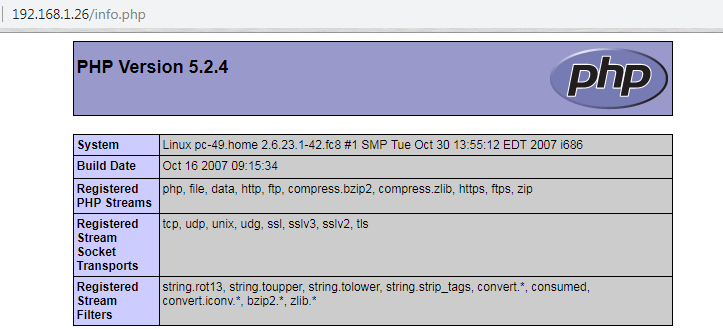 192.168.1.26/info.php
PHP Version 5.2.4
php
System
Linux pc-49.home 2.6.23.1-42.fc8 #1 SMP Tue Oct 30 13:55:12 EDT 2007 i686
Build Date
Oct 16 2007 09:15:34
Registered
PHP Streams
php, file, data, http, ftp, compress.bzip2, compress.zlib, https, ftps, zip
Registered
Stream
Socket
Transports
tcp, udp, unix, udg, ssl, sslv3, sslv2, tls
Registered
Stream
Filters
string.rot13, string.toupper, string.tolower, string.strip_tags, convert.*, consumed,
convert.iconv.*, bzip2.*, zlib.*